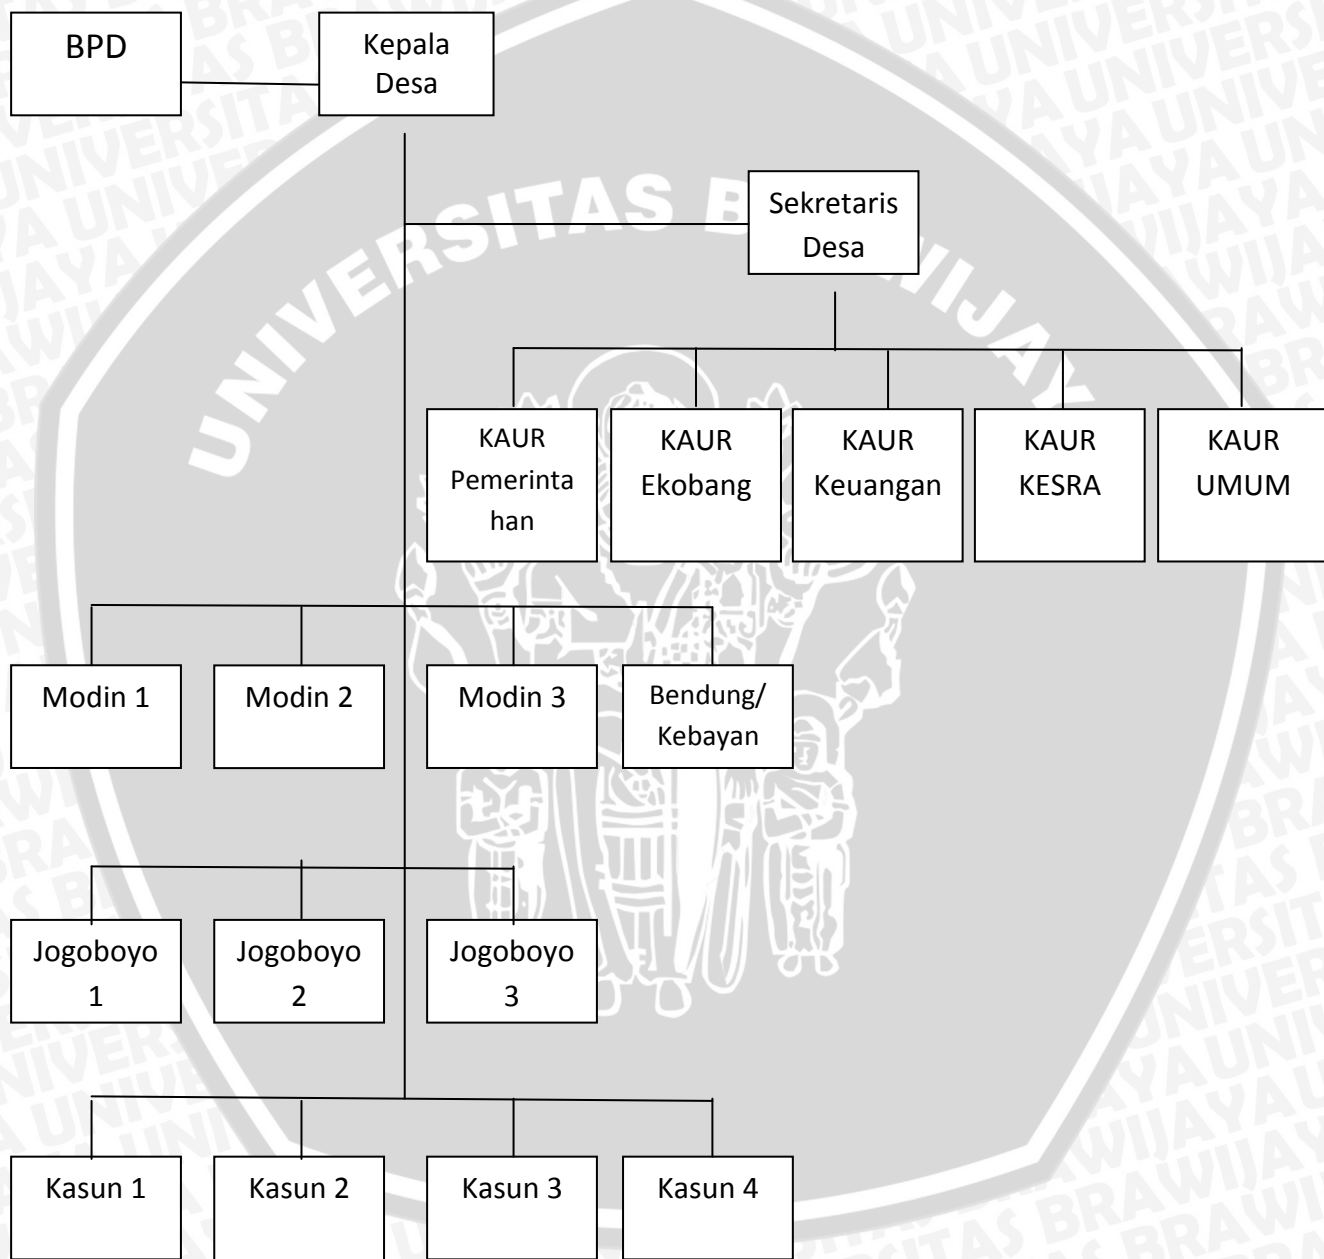 BPD
Kepala
Desa
Sekretaris
Desa
KAUR
Pemerinta
han
KAUR
Ekobang
KAUR
Keuangan
KAUR
KESRA
KAUR
UMUM
Modin 1
Modin 2
Modin 3
Bendung/
Kebayan
Jogoboyo
1
Jogoboyo
2
Jogoboyo
3
Kasun 1
Kasun 2
Kasun 3
Kasun 4